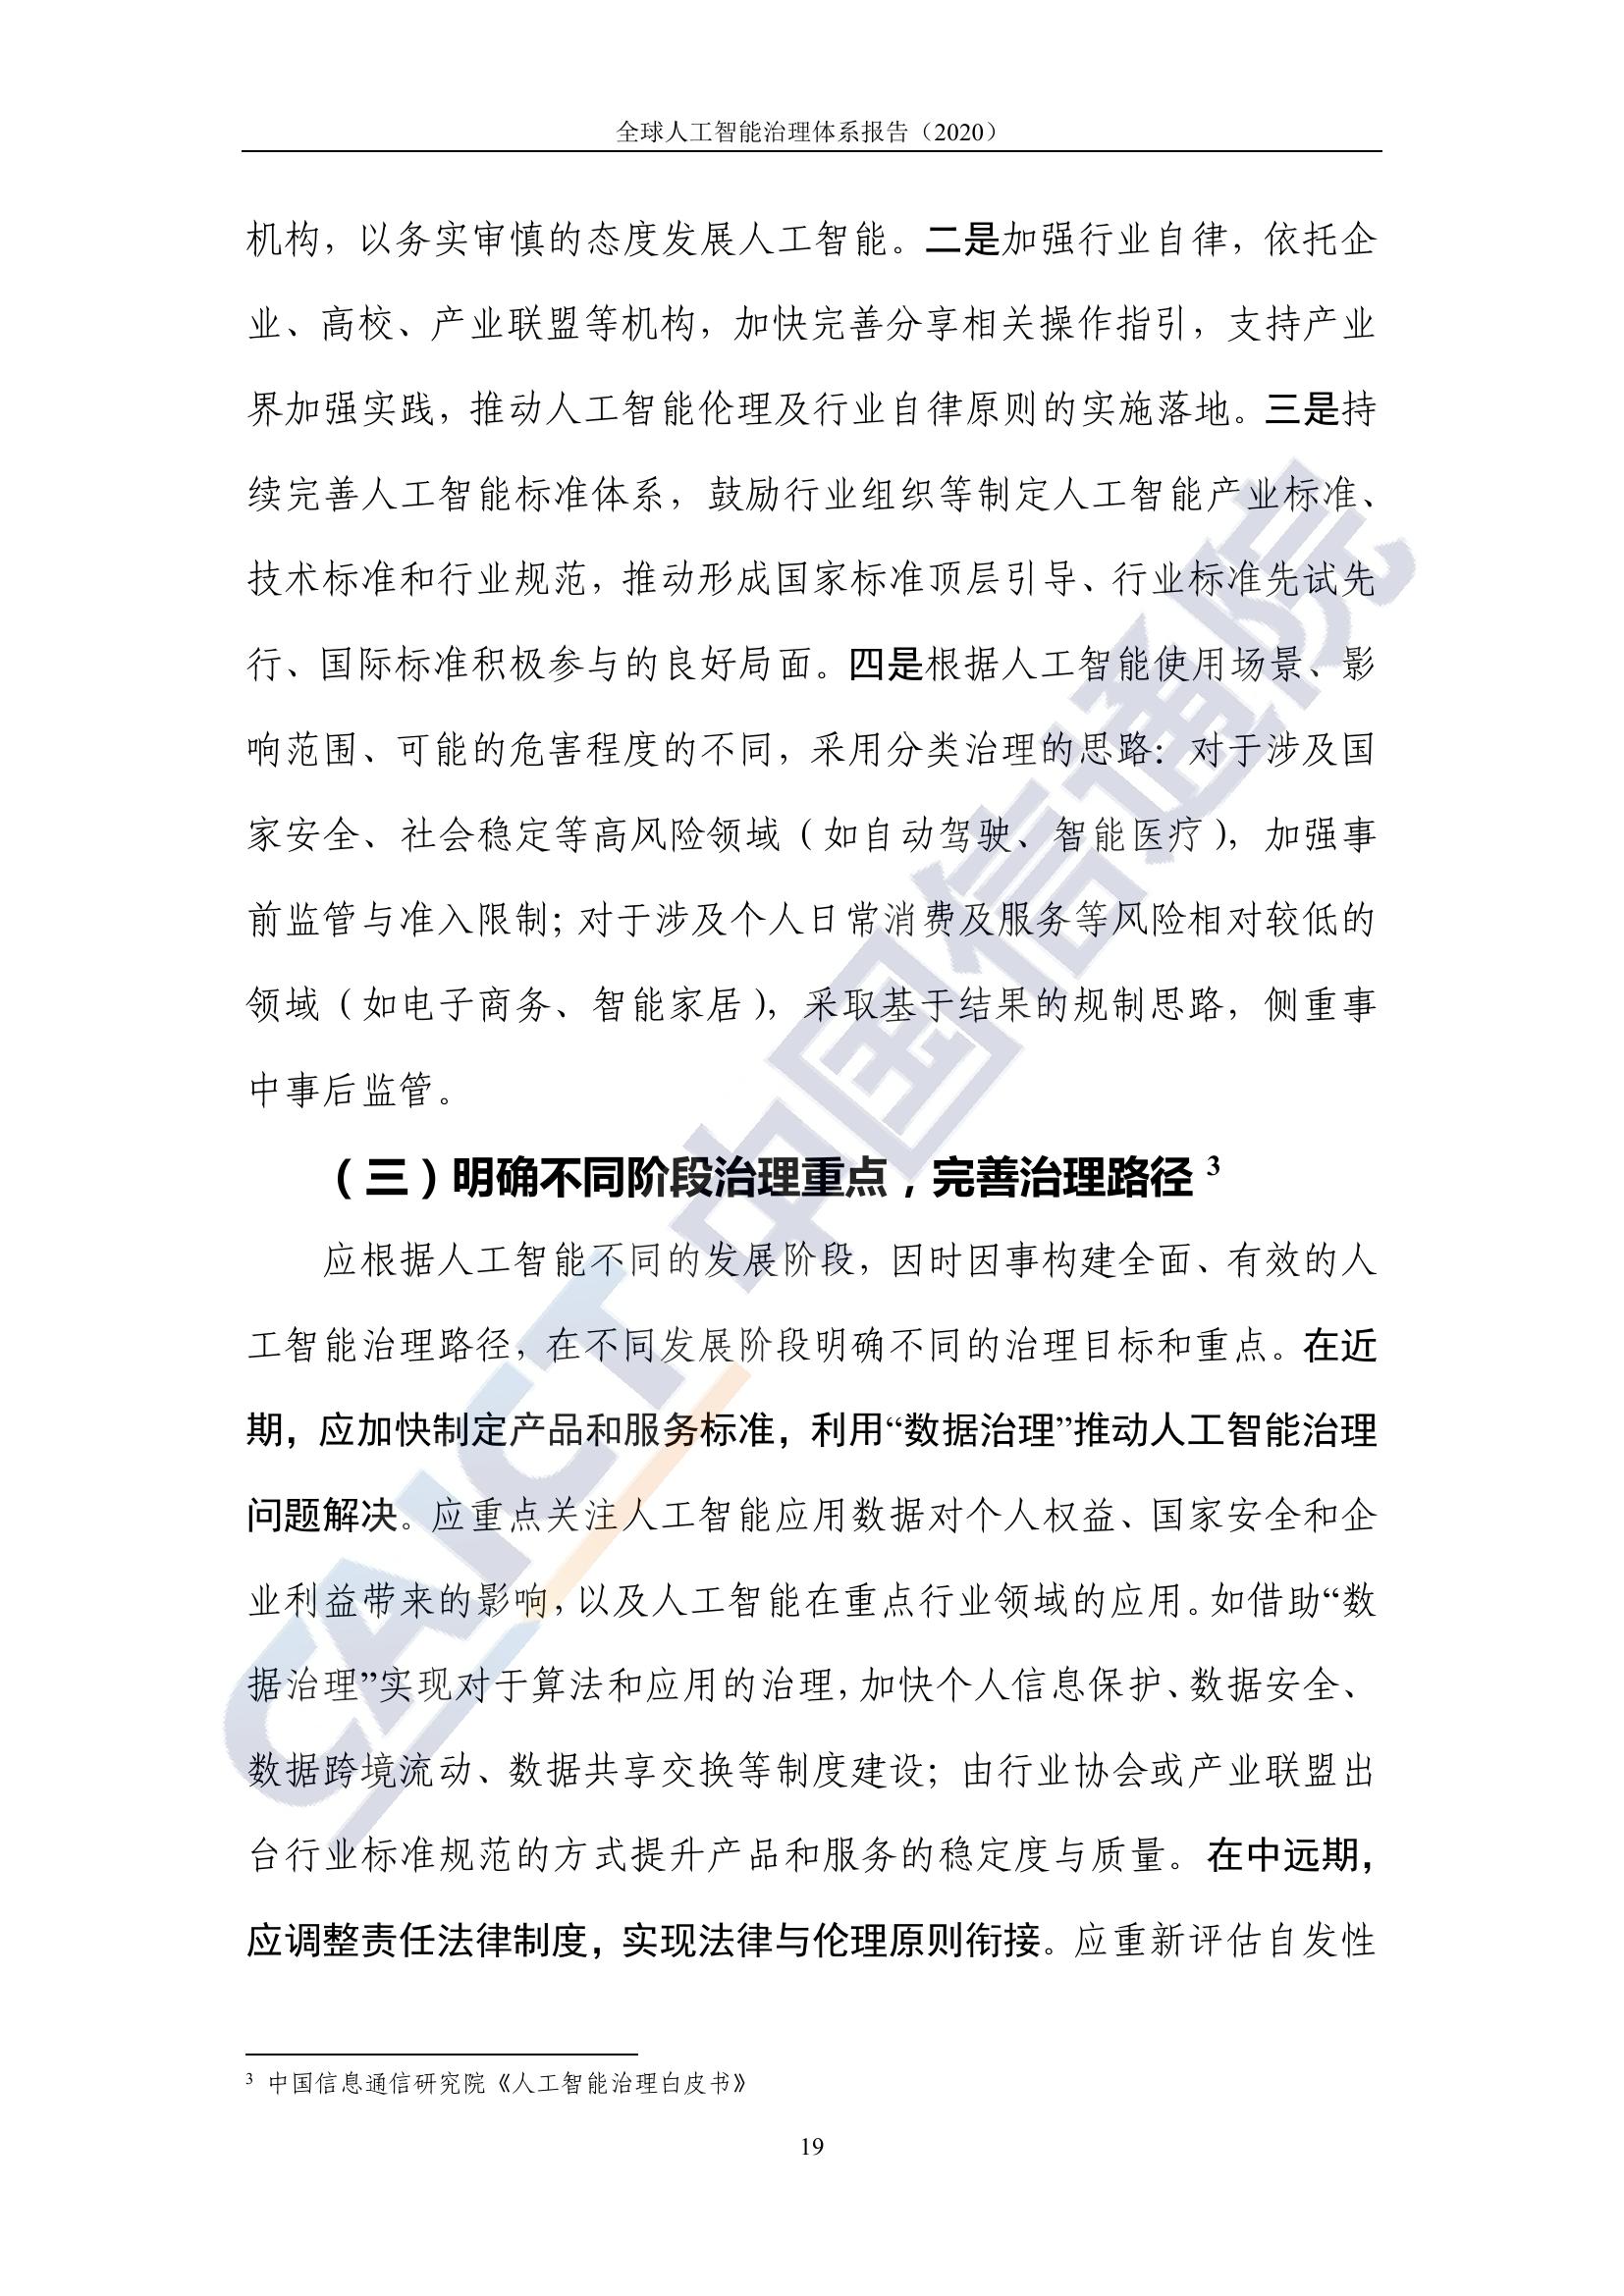 全球人工智能治理体系报告（2020）
机构，以务实审慎的态度发展人工智能。二是加强行业自律，依托企
业、高校、产业联盟等机构，加快完善分享相关操作指引，支持产业
界加强实践，推动人工智能伦理及行业自律原则的实施落地。三是持
续完善人工智能标准体系，鼓励行业组织等制定人工智能产业标准、
技术标准和行业规范，推动形成国家标准顶层引导、行业标准先试先
行、国际标准积极参与的良好局面。四是根据人工智能使用场景、影
响范围、可能的危害程度的不同，采用分类治理的思路：对于涉及国
家安全、社会稳定等高风险领域（如自动驾驶、智能医疗），加强事
前监管与准入限制；对于涉及个人日常消费及服务等风险相对较低的
领域（如电子商务、智能家居），采取基于结果的规制思路，侧重事
中事后监管。
（三）明确不同阶段治理重点，完善治理路径3
应根据人工智能不同的发展阶段，因时因事构建全面、有效的人
工智能治理路径，在不同发展阶段明确不同的治理目标和重点。在近
期，应加快制定产品和服务标准，利用“数据治理”推动人工智能治理
问题解决。应重点关注人工智能应用数据对个人权益、国家安全和企
业利益带来的影响，以及人工智能在重点行业领域的应用。如借助“数
据治理”实现对于算法和应用的治理，加快个人信息保护、数据安全、
数据跨境流动、数据共享交换等制度建设；由行业协会或产业联盟出
台行业标准规范的方式提升产品和服务的稳定度与质量。在中远期，
应调整责任法律制度，实现法律与伦理原则衔接。应重新评估自发性
3 中国信息通信研究院《人工智能治理白皮书》
19
CAICT 中国信通院